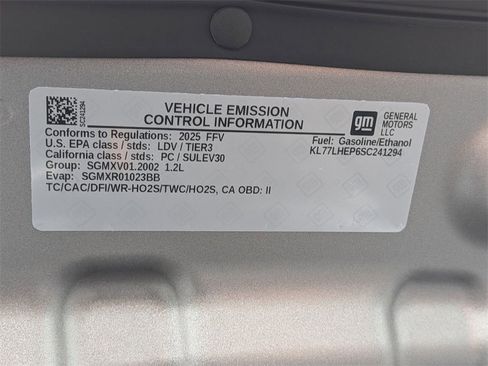 SC241294
VEHICLE EMISSION
CONTROL INFORMATION
gm
GENERAL
MOTORS
LLC
Conforms to Regulations: 2025 FFV
Fuel: Gasoline/Ethanol
U.S. EPA class / stds: LDV / TIER3
KL77LHEP6SC241294
California class / stds: PC / SULEV30
Group: SGMXV01.2002 1.2L
Evap: SGMXR01023BB
TC/CAC/DFI/WR-HO2S/TWC/HO2S, CA OBD: II